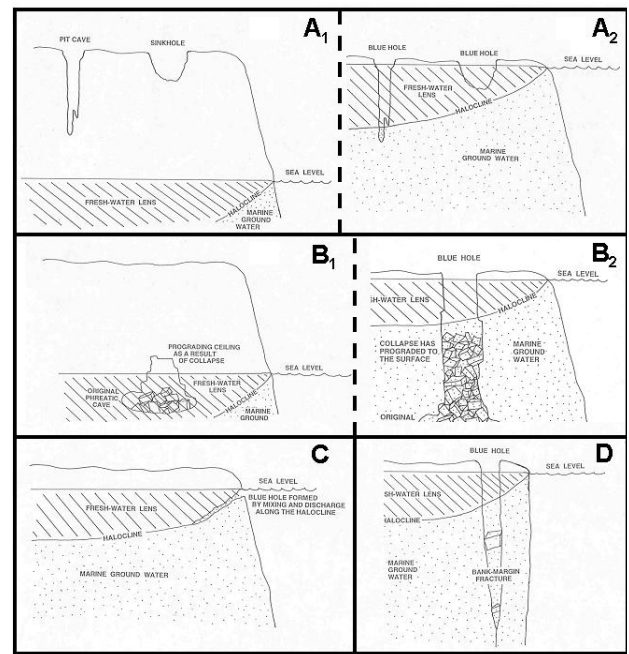 A1
PIT CAVE
SINKHOLE
SEA LEVEL
FRESH-WATER LENS
HALOCLINE
MARINE
GROUND
WATER
A2
BLUE HOLE
BLUE HOLE
SEA LEVEL
FRESH-WATER
LENS
HALOCLINE
MARINE
GROUND WATER
B1
PROGRADING CEILING
AS A RESULT
OF COLLAPSE
SEA LEVEL
ORIGINAL
PHREATIC
CAVE
FRESH-WATER
LENS
HALOCLINE
MARINE
GROUND
B2
BLUE HOLE
SEA LEVEL
SH-WATER LENS
HALOCLINE
COLLAPSE HAS
PROGRADED TO
THE SURFACE
MARINE
GROUND
WATER
ORIGINAL
C
SEA LEVEL
FRESH-WATER LENS
BLUE HOLE FORMED
BY MIXING AND DISCHARGE
ALONG THE HALOCLINE
HALOCLINE
MARINE GROUND WATER
D
BLUE HOLE
SEA LEVEL
SH-WATER LENS
HALOCLINE
MARINE
GROUND
WATER
BANK-MARGIN
FRACTURE